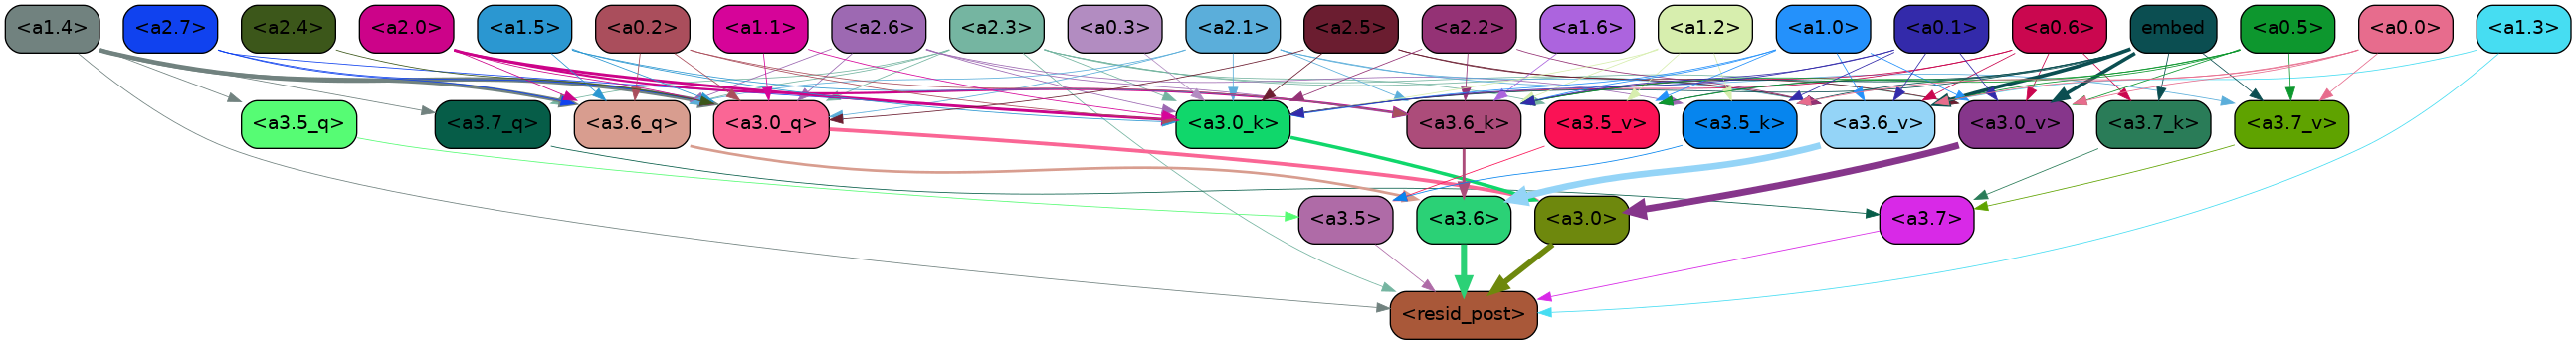 <a1.4> <a2.7> <a2.4> <a2.0> <a1.5> <a0.2> <a1.1> <a2.6> <a2.3> <a0.3> <a2.1> <a2.5> <a2.2> <a1.6> <a1.2> <a1.0> <a0.1> <a0.6> embed <a0.5> <a0.0> <a1.3>
<a3.5_q> <a3.7_q> <a3.6_q> <a3.0_q> <a3.0_k> <a3.6_k> <a3.5_v> <a3.5_k> <a3.6_v> <a3.0_v> <a3.7_k> <a3.7_v>
<a3.5> <a3.6> <a3.0> <a3.7>
<resid_post>